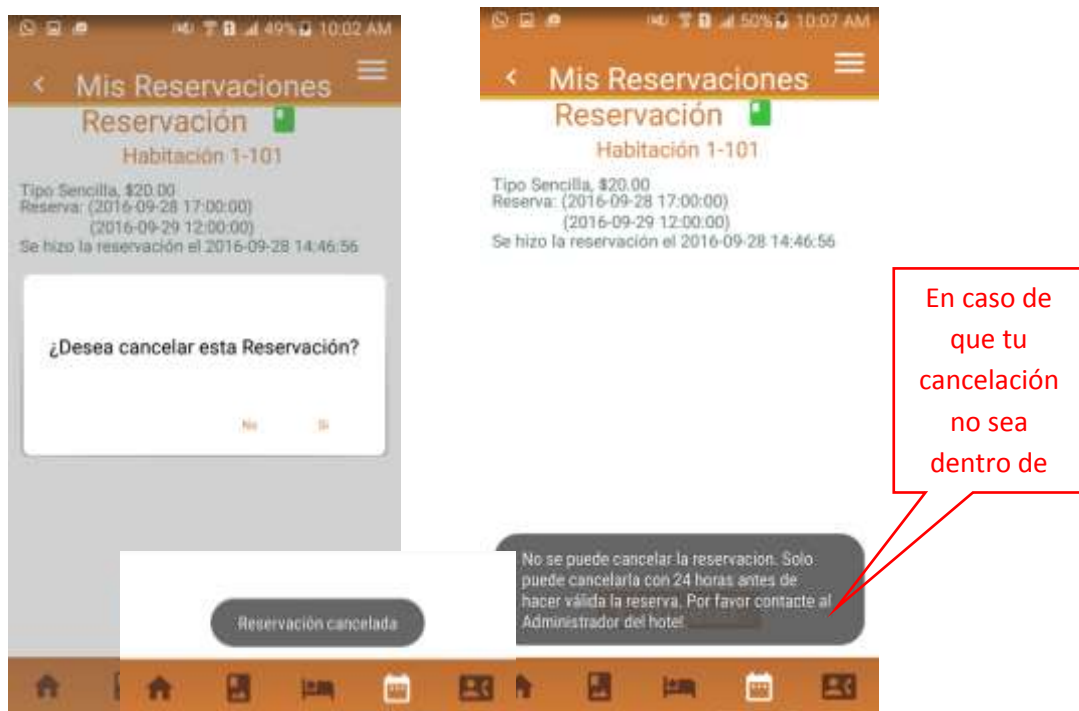 49% 10:02 AM
Mis Reservaciones
Reservación
Habitación 1-101
Tipo Sencilla, $20.00
Reserva: (2016-09-28 17:00:00)
(2016-09-29 12:00:00)
Se hizo la reservación el 2016-09-28 14:46:56
¿Desea cancelar esta Reservación?
No Si
Reservación cancelada
50% 10:07 AM
Mis Reservaciones
Reservación
Habitación 1-101
Tipo Sencilla, $20.00
Reserva: (2016-09-28 17:00:00)
(2016-09-29 12:00:00)
Se hizo la reservación el 2016-09-28 14:46:56
No se puede cancelar la reservacion. Solo
puede cancelarla con 24 horas antes de
hacer válida la reserva. Por favor contacte al
Administrador del hotel.
En caso de
que tu
cancelación
no sea
dentro de